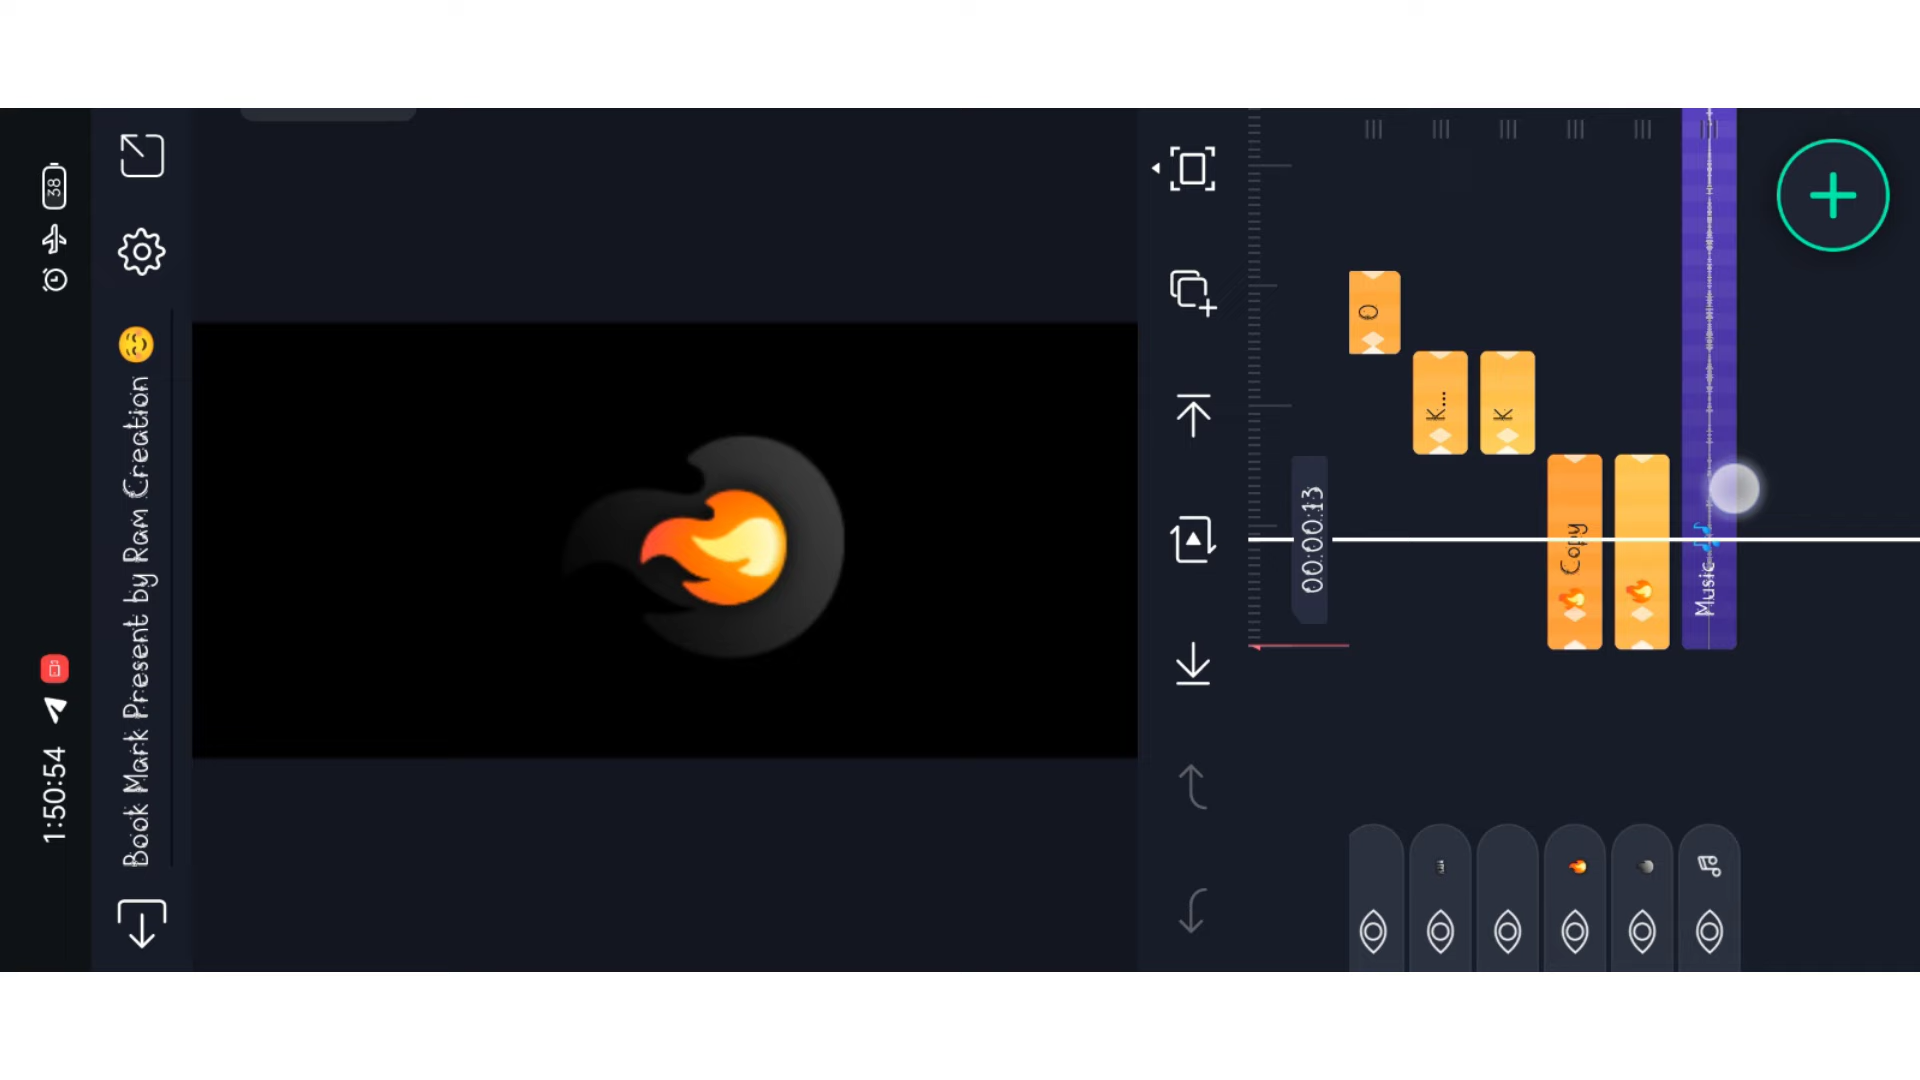 1:50:54
38
Book Mark Present by Ram Creation 😊
00:00:13
O
K...
K
🔥 Copy
🔥
Music 🎶